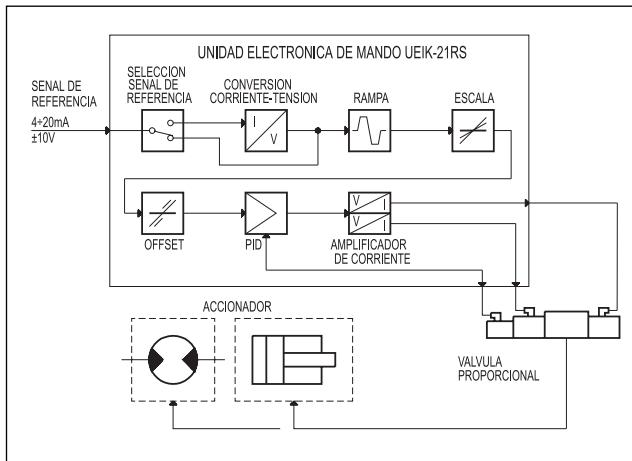 UNIDAD ELECTRONICA DE MANDO UEIK-21RS
SENAL DE
REFERENCIA
4÷20mA
±10V
SELECCION
SENAL DE
REFERENCIA
CONVERSION
CORRIENTE-TENSION
I
V
RAMPA
ESCALA
OFFSET
PID
V
I
V
I
AMPLIFICADOR
DE CORRIENTE
ACCIONADOR
VALVULA
PROPORCIONAL